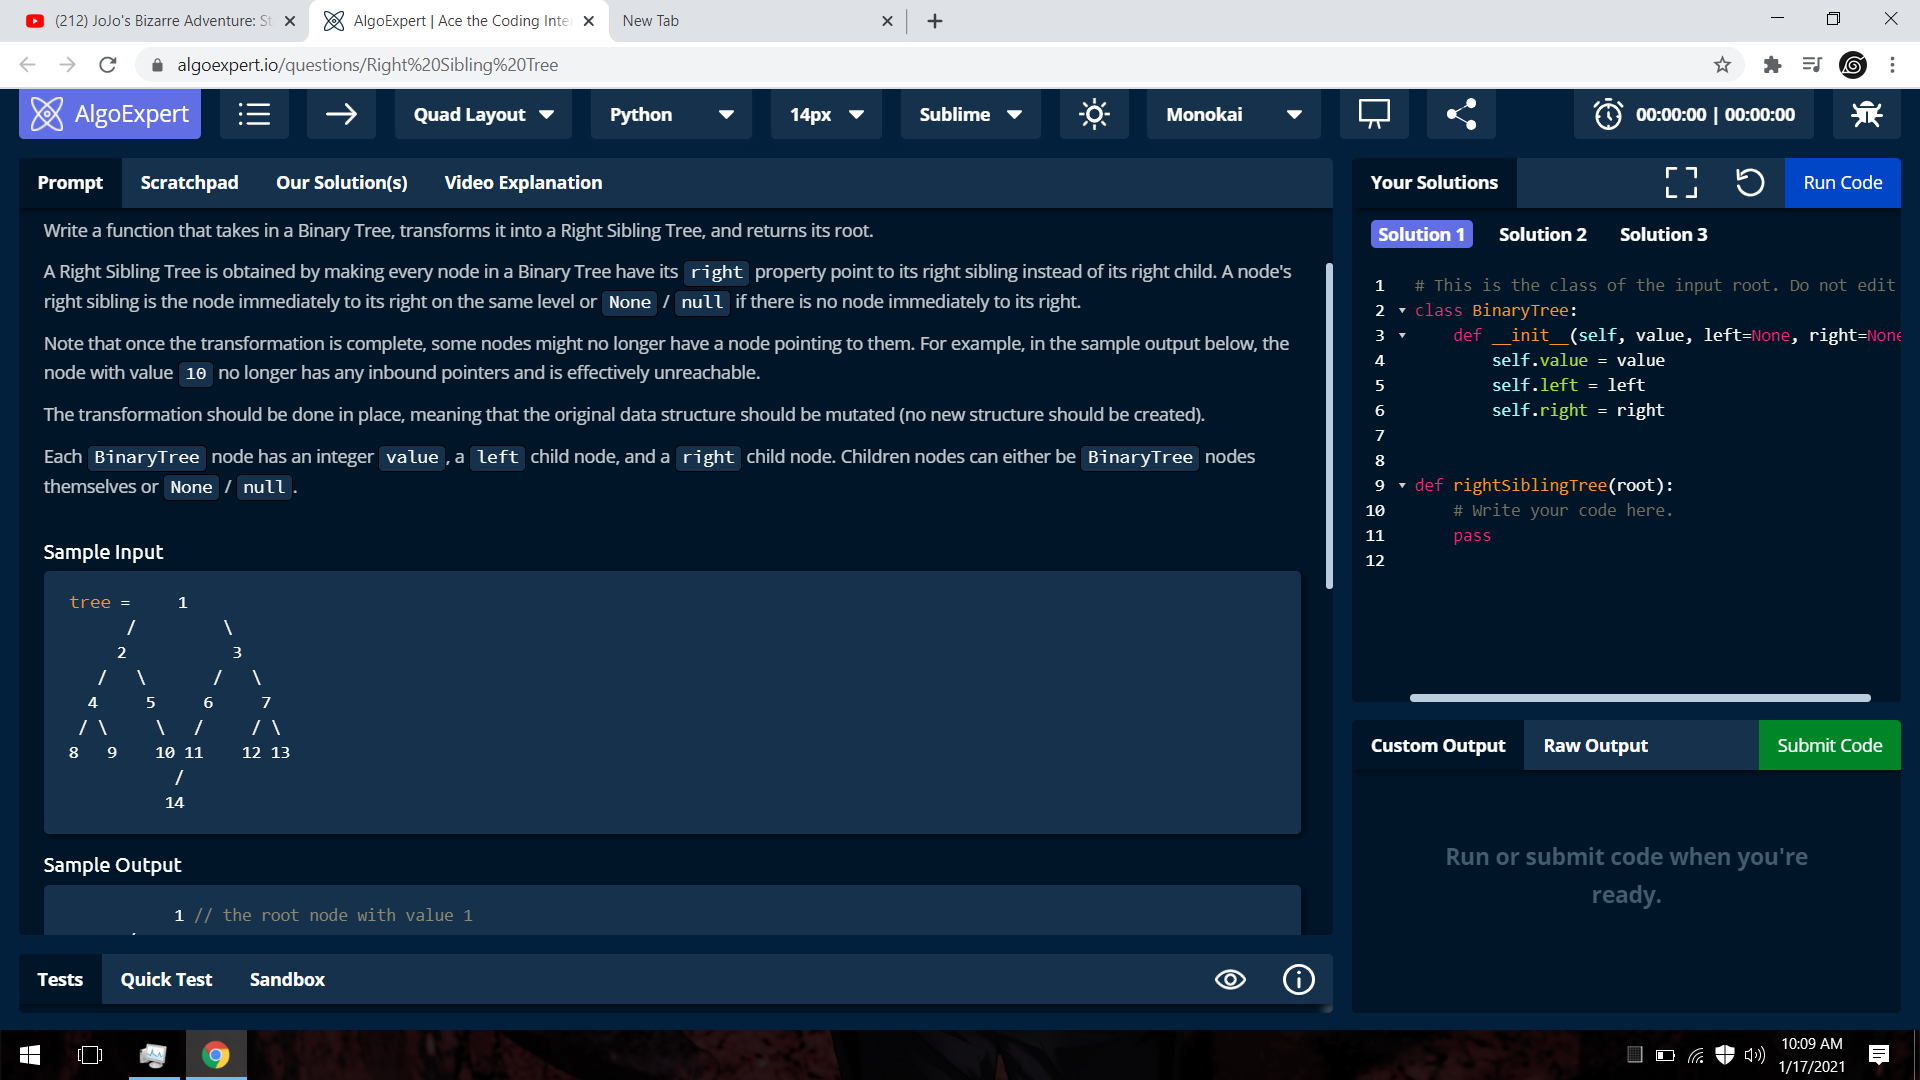 (212) JoJo's Bizarre Adventure: St
AlgoExpert | Ace the Coding Inte
New Tab
algoexpert.io/questions/Right%20Sibling%20Tree
AlgoExpert
Quad Layout
Python
14px
Sublime
Monokai
00:00:00 | 00:00:00
Prompt
Scratchpad
Our Solution(s)
Video Explanation
Write a function that takes in a Binary Tree, transforms it into a Right Sibling Tree, and returns its root.
A Right Sibling Tree is obtained by making every node in a Binary Tree have its right property point to its right sibling instead of its right child. A node's
right sibling is the node immediately to its right on the same level or None / null if there is no node immediately to its right.
Note that once the transformation is complete, some nodes might no longer have a node pointing to them. For example, in the sample output below, the
node with value 10 no longer has any inbound pointers and is effectively unreachable.
The transformation should be done in place, meaning that the original data structure should be mutated (no new structure should be created).
Each BinaryTree node has an integer value, a left child node, and a right child node. Children nodes can either be BinaryTree nodes
themselves or None / null.
Sample Input
tree =     1
/         \
2           3
/   \       /   \
4     5     6     7
/ \     \   /     / \
8   9    10 11    12 13
/
14
Sample Output
1 // the root node with value 1
Tests
Quick Test
Sandbox
Your Solutions
Run Code
Solution 1
Solution 2
Solution 3
1 # This is the class of the input root. Do not edit
2 class BinaryTree:
3 def __init__(self, value, left=None, right=None
4 self.value = value
5 self.left = left
6 self.right = right
7
8
9 def rightSiblingTree(root):
10 # Write your code here.
11 pass
12
Custom Output
Raw Output
Submit Code
Run or submit code when you're
ready.
10:09 AM
1/17/2021